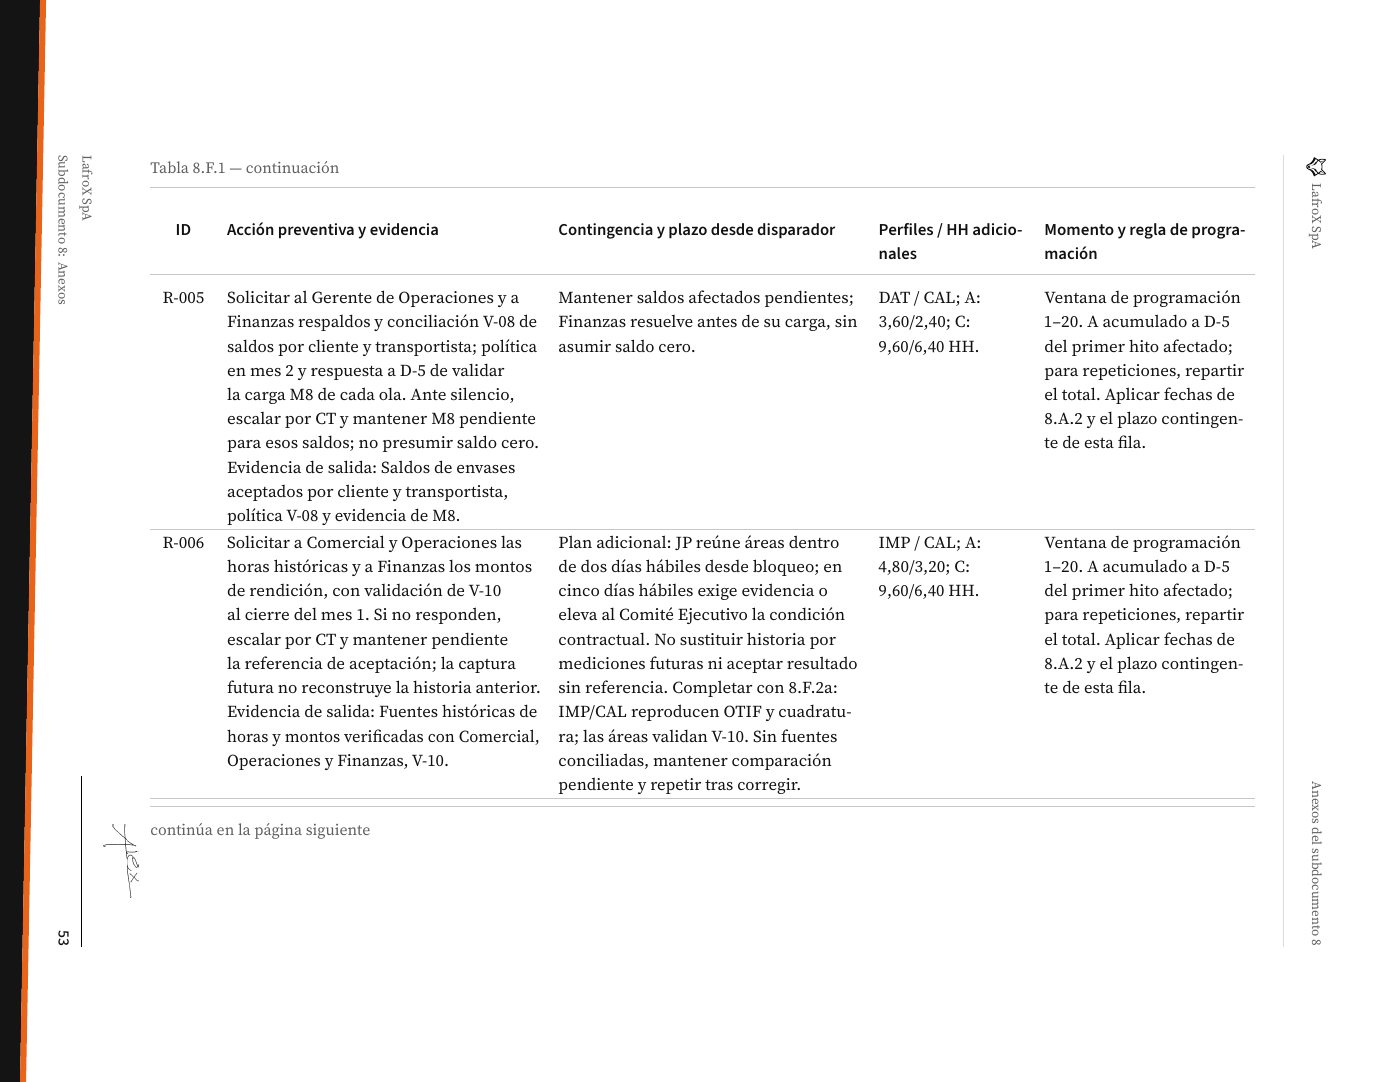 LafroX SpA
Subdocumento 8: Anexos
LafroX SpA
Anexos del subdocumento 8
Tabla 8.F.1 — continuación
ID
Acción preventiva y evidencia
Contingencia y plazo desde disparador
Perfiles / HH adicio-
nales
Momento y regla de progra-
mación
R-005
Solicitar al Gerente de Operaciones y a
Finanzas respaldos y conciliación V-08 de
saldos por cliente y transportista; política
en mes 2 y respuesta a D-5 de validar
la carga M8 de cada ola. Ante silencio,
escalar por CT y mantener M8 pendiente
para esos saldos; no presumir saldo cero.
Evidencia de salida: Saldos de envases
aceptados por cliente y transportista,
política V-08 y evidencia de M8.
Mantener saldos afectados pendientes;
Finanzas resuelve antes de su carga, sin
asumir saldo cero.
DAT / CAL; A:
3,60/2,40; C:
9,60/6,40 HH.
Ventana de programación
1–20. A acumulado a D-5
del primer hito afectado;
para repeticiones, repartir
el total. Aplicar fechas de
8.A.2 y el plazo contingen-
te de esta fila.
R-006
Solicitar a Comercial y Operaciones las
horas históricas y a Finanzas los montos
de rendición, con validación de V-10
al cierre del mes 1. Si no responden,
escalar por CT y mantener pendiente
la referencia de aceptación; la captura
futura no reconstruye la historia anterior.
Evidencia de salida: Fuentes históricas de
horas y montos verificadas con Comercial,
Operaciones y Finanzas, V-10.
Plan adicional: JP reúne áreas dentro
de dos días hábiles desde bloqueo; en
cinco días hábiles exige evidencia o
eleva al Comité Ejecutivo la condición
contractual. No sustituir historia por
mediciones futuras ni aceptar resultado
sin referencia. Completar con 8.F.2a:
IMP/CAL reproducen OTIF y cuadratu-
ra; las áreas validan V-10. Sin fuentes
conciliadas, mantener comparación
pendiente y repetir tras corregir.
IMP / CAL; A:
4,80/3,20; C:
9,60/6,40 HH.
Ventana de programación
1–20. A acumulado a D-5
del primer hito afectado;
para repeticiones, repartir
el total. Aplicar fechas de
8.A.2 y el plazo contingen-
te de esta fila.
continúa en la página siguiente
Aleix
53